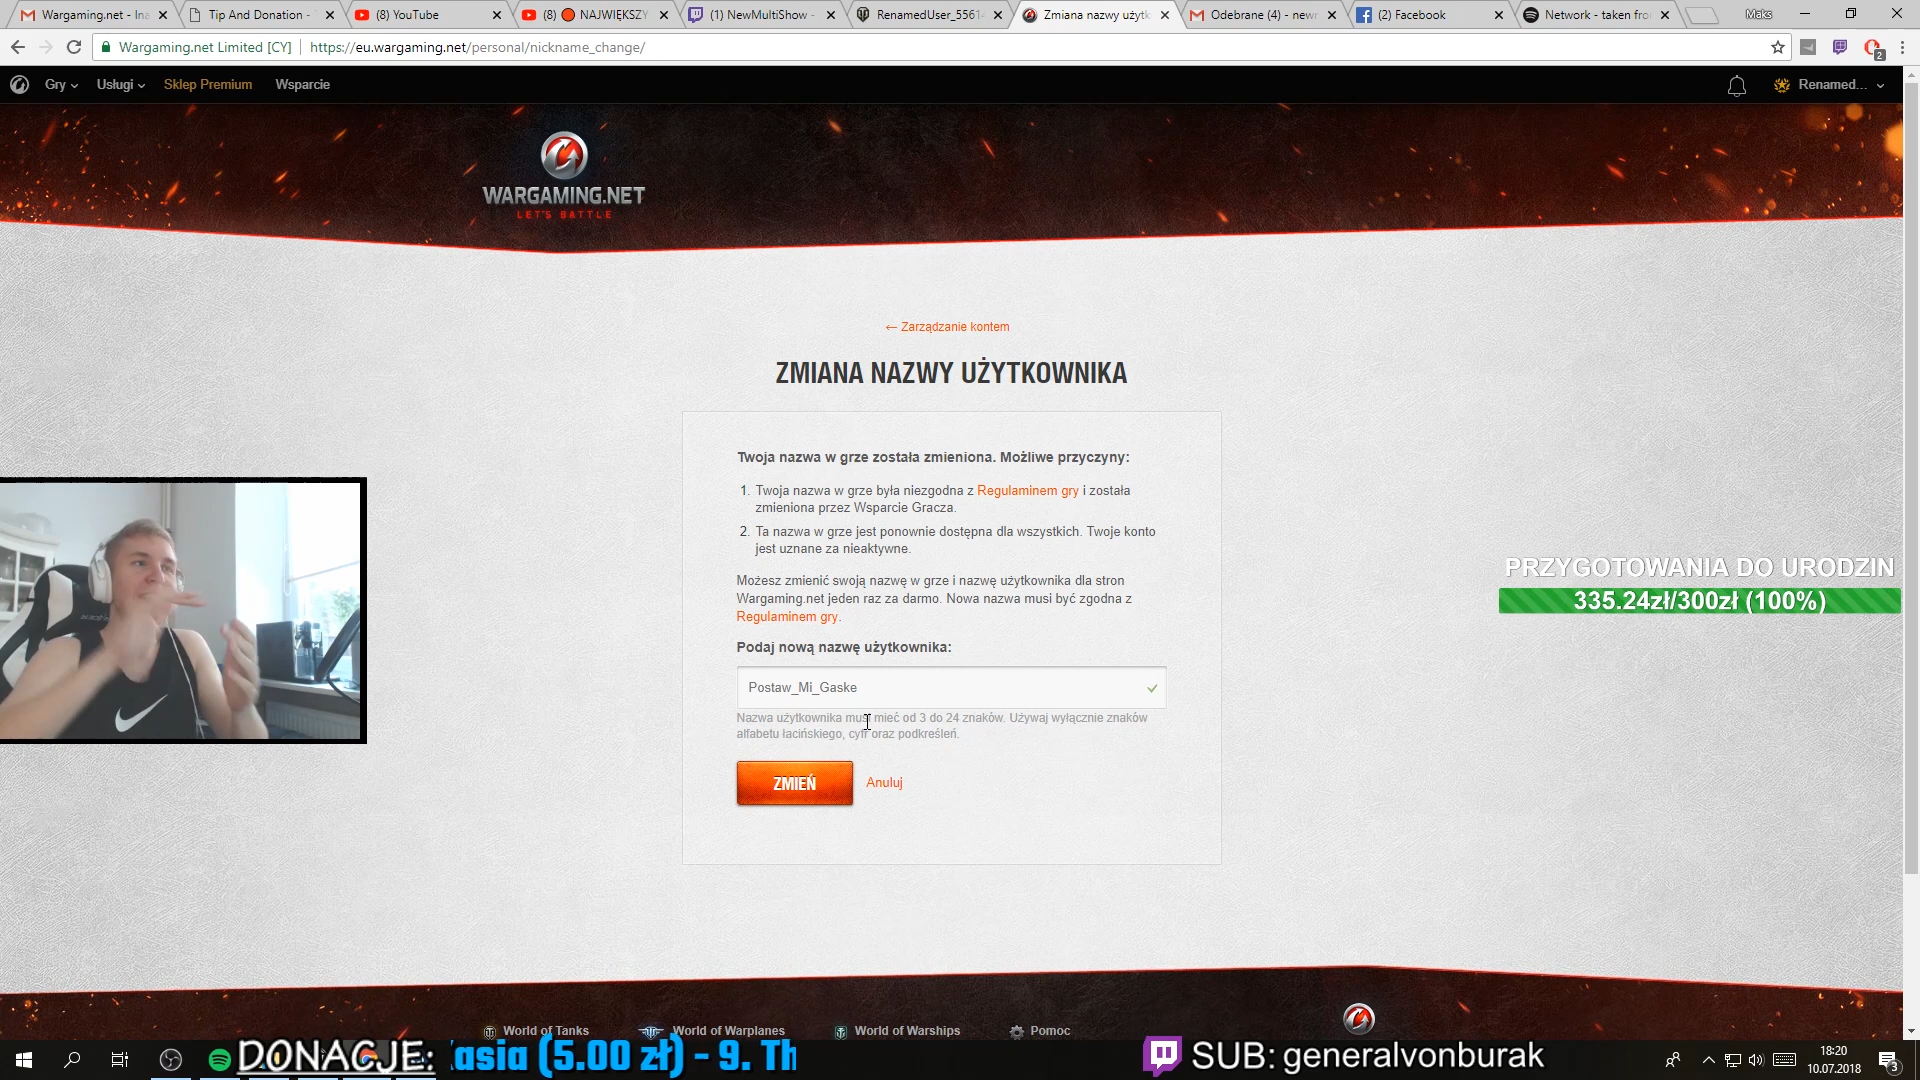 Wargaming.net - Ina
Tip And Donation -
(8) YouTube
(8) NAJWIĘKSZY
(1) NewMultiShow -
RenamedUser_5561
Zmiana nazwy użytk
Odebrane (4) - newn
(2) Facebook
Network - taken fro
Maks
Wargaming.net Limited [CY]
https://eu.wargaming.net/personal/nickname_change/
2
Gry
Usługi
Sklep Premium
Wsparcie
Renamed...
WARGAMING.NET
LET'S BATTLE
← Zarządzanie kontem
ZMIANA NAZWY UŻYTKOWNIKA
Twoja nazwa w grze została zmieniona. Możliwe przyczyny:
1. Twoja nazwa w grze była niezgodna z Regulaminem gry i została
zmieniona przez Wsparcie Gracza.
2. Ta nazwa w grze jest ponownie dostępna dla wszystkich. Twoje konto
jest uznane za nieaktywne.
Możesz zmienić swoją nazwę w grze i nazwę użytkownika dla stron
Wargaming.net jeden raz za darmo. Nowa nazwa musi być zgodna z
Regulaminem gry.
Podaj nową nazwę użytkownika:
Postaw_Mi_Gaske
Nazwa użytkownika musi mieć od 3 do 24 znaków. Używaj wyłącznie znaków
alfabetu łacińskiego, cyfr oraz podkreśleń.
ZMIEŃ
Anuluj
PRZYGOTOWANIA DO URODZIN
335.24zł/300zł (100%)
World of Tanks
World of Warplanes
World of Warships
Pomoc
DONACJE:
Kasia (5.00 zł) - 9. Th
SUB: generalvonburak
18:20
10.07.2018
3